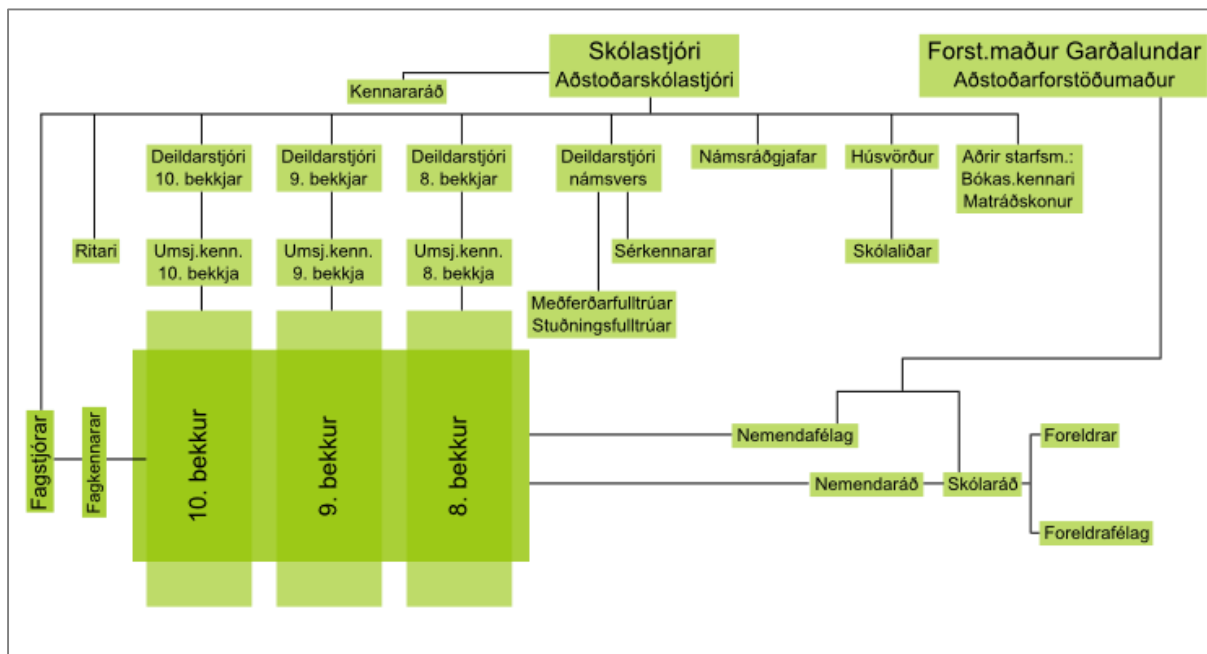 Skólastjóri
Aðstoðarskólastjóri
Forst.maður Garðalundar
Aðstoðarforstöðumaður
Kennararáð
Deildarstjóri
10. bekkjar
Deildarstjóri
9. bekkjar
Deildarstjóri
8. bekkjar
Deildarstjóri
námsvers
Námsráðgjafar
Húsvörður
Aðrir starfsm.:
Bókas.kennari
Matráðskonur
Ritari
Umsj.kenn.
10. bekkja
Umsj.kenn.
9. bekkja
Umsj.kenn.
8. bekkja
Sérkennarar
Skólaliðar
Meðferðarfulltrúar
Stuðningsfulltrúar
Fagstjórar
Fagkennarar
10. bekkur
9. bekkur
8. bekkur
Nemendafélag
Foreldrar
Nemendaráð
Skólaráð
Foreldrafélag